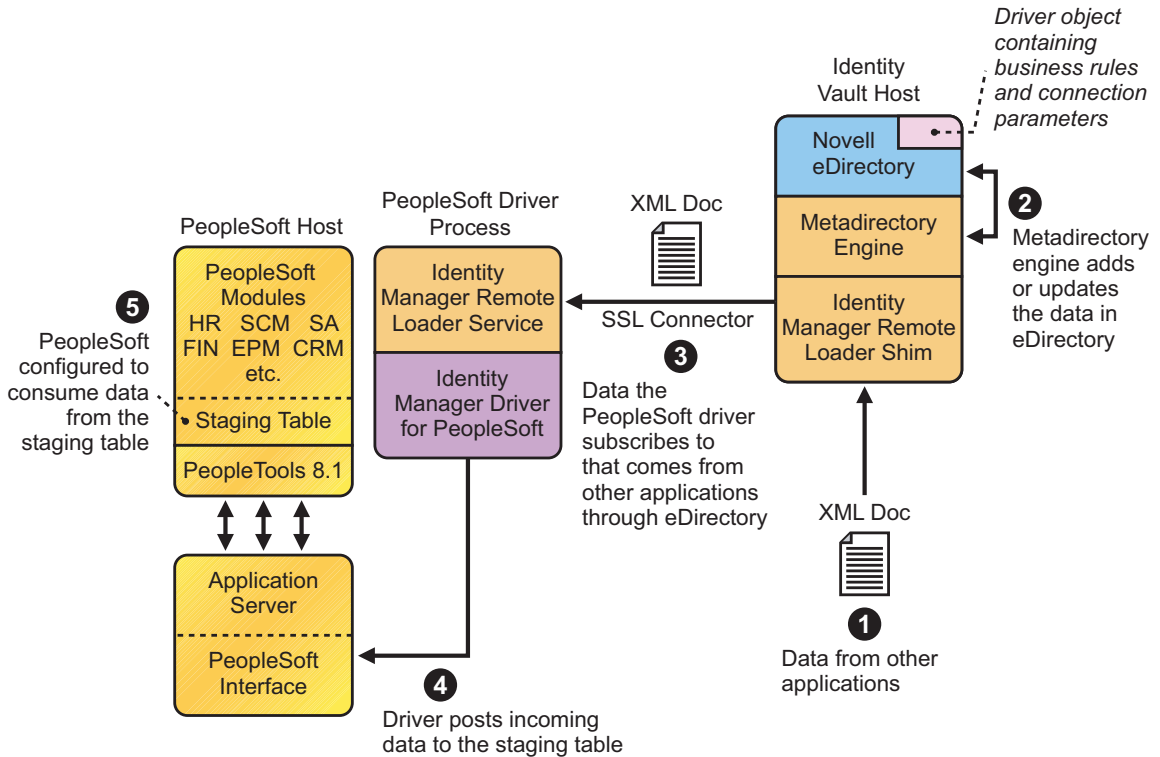 Driver object
containing
business rules
and connection
parameters
Identity
Vault Host
Novell
eDirectory
Metadirectory
Engine
Identity
Manager Remote
Loader Shim
2
Metadirectory
engine adds
or updates
the data in
eDirectory
XML Doc
SSL Connector
3
Data the
PeopleSoft driver
subscribes to
that comes from
other applications
through eDirectory
XML Doc
1
Data from other
applications
PeopleSoft Driver
Process
Identity
Manager Remote
Loader Service
Identity
Manager Driver
for PeopleSoft
4
Driver posts incoming
data to the staging table
PeopleSoft Host
PeopleSoft
Modules
HR SCM SA
FIN EPM CRM
etc.
Staging Table
PeopleTools 8.1
Application
Server
PeopleSoft
Interface
5
PeopleSoft
configured to
consume data
from the
staging table